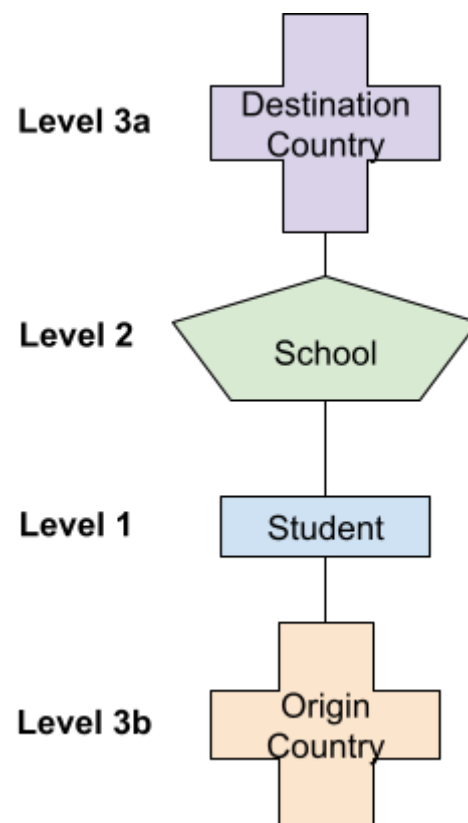 Level 3a
Destination
Country
Level 2
School
Level 1
Student
Level 3b
Origin
Country